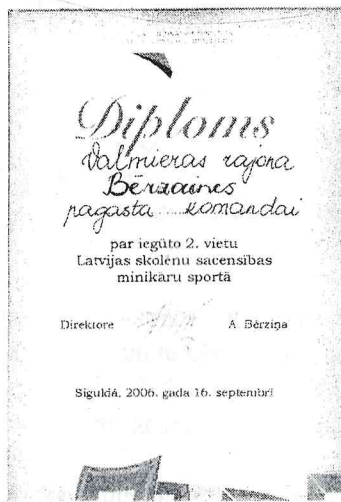 Diploms
Valmieras rajona
Bērzaines
pagasta komandai
par iegūto 2. vietu
Latvijas skolēnu sacensības
minikāru sportā
Direktore A. Bērziņa
Siguldā, 2006. gada 16. septembrī